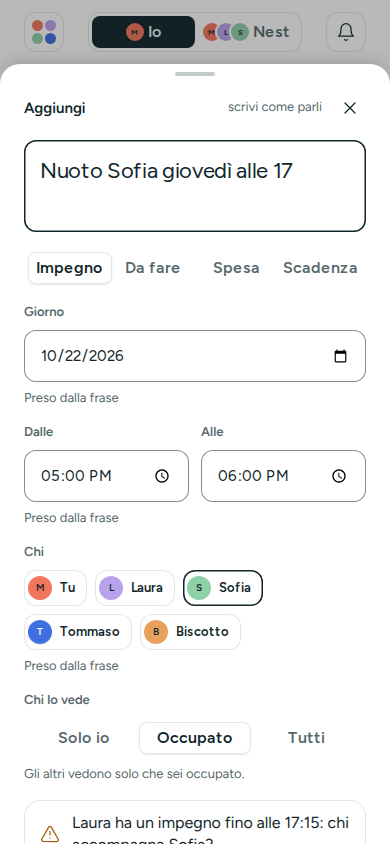 M Io
M L S Nest
Aggiungi
scrivi come parli
Nuoto Sofia giovedì alle 17
Impegno Da fare Spesa Scadenza
Giorno
10/22/2026
Preso dalla frase
Dalle Alle
05:00 PM 06:00 PM
Preso dalla frase
Chi
M Tu L Laura S Sofia
T Tommaso B Biscotto
Preso dalla frase
Chi lo vede
Solo io Occupato Tutti
Gli altri vedono solo che sei occupato.
Laura ha un impegno fino alle 17:15: chi
accompagna Sofia?